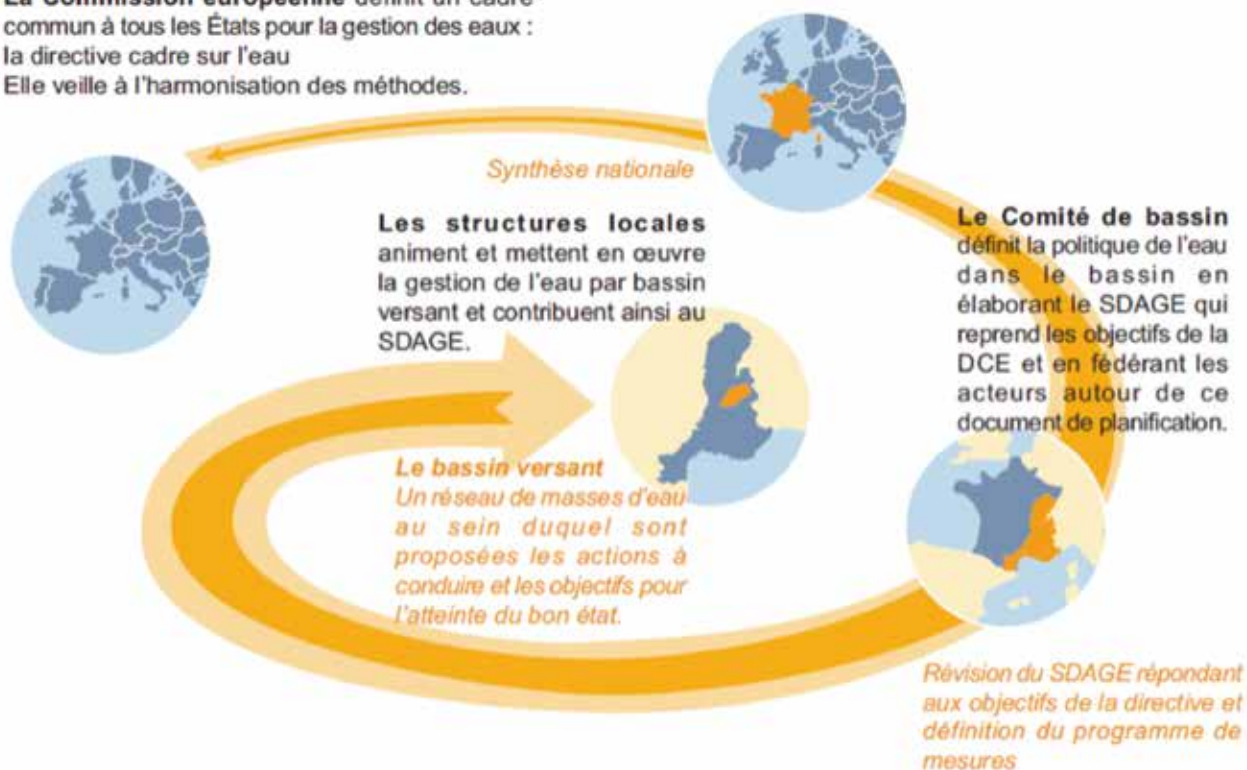 La Commission européenne définit un cadre
commun à tous les États pour la gestion des eaux :
la directive cadre sur l'eau
Elle veille à l'harmonisation des méthodes.
Synthèse nationale
Les structures locales
animent et mettent en œuvre
la gestion de l'eau par bassin
versant et contribuent ainsi au
SDAGE.
Le Comité de bassin
définit la politique de l'eau
dans le bassin en
élaborant le SDAGE qui
reprend les objectifs de la
DCE et en fédérant les
acteurs autour de ce
document de planification.
Le bassin versant
Un réseau de masses d'eau
au sein duquel sont
proposées les actions à
conduire et les objectifs pour
l'atteinte du bon état.
Révision du SDAGE répondant
aux objectifs de la directive et
définition du programme de
mesures